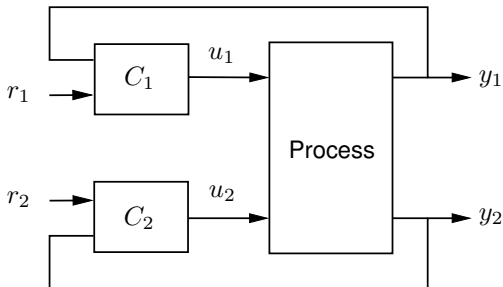 u₁
C₁
y₁
r₁
Process
r₂
u₂
C₂
y₂